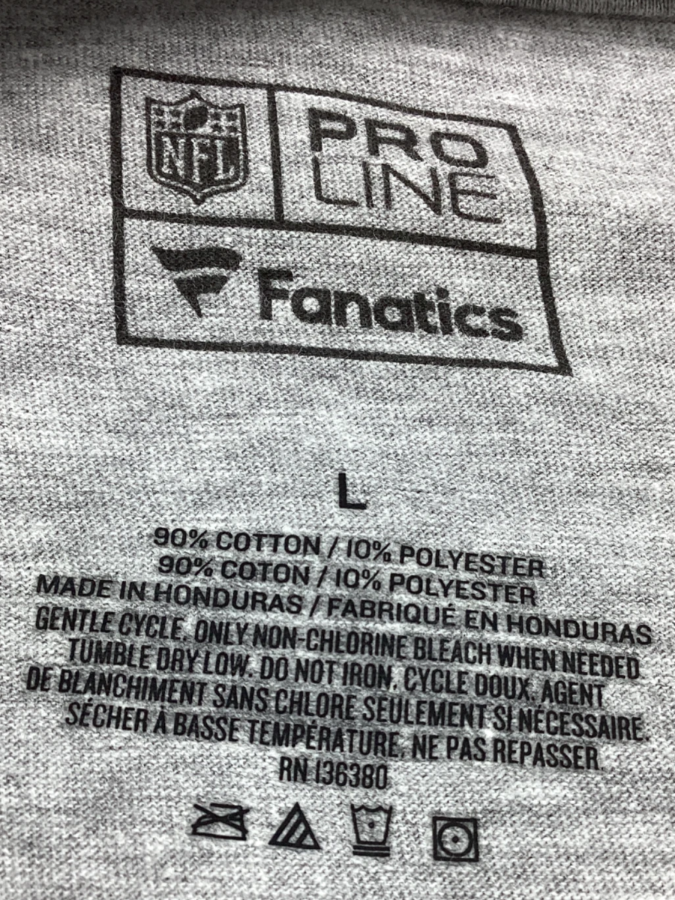 NFL
PRO
LINE
Fanatics
L
90% COTTON / 10% POLYESTER
90% COTON / 10% POLYESTER
MADE IN HONDURAS / FABRIQUÉ EN HONDURAS
GENTLE CYCLE, ONLY NON-CHLORINE BLEACH WHEN NEEDED
TUMBLE DRY LOW. DO NOT IRON. CYCLE DOUX, AGENT
DE BLANCHIMENT SANS CHLORE SEULEMENT SI NÉCESSAIRE.
SÉCHER À BASSE TEMPÉRATURE. NE PAS REPASSER.
RN 136380